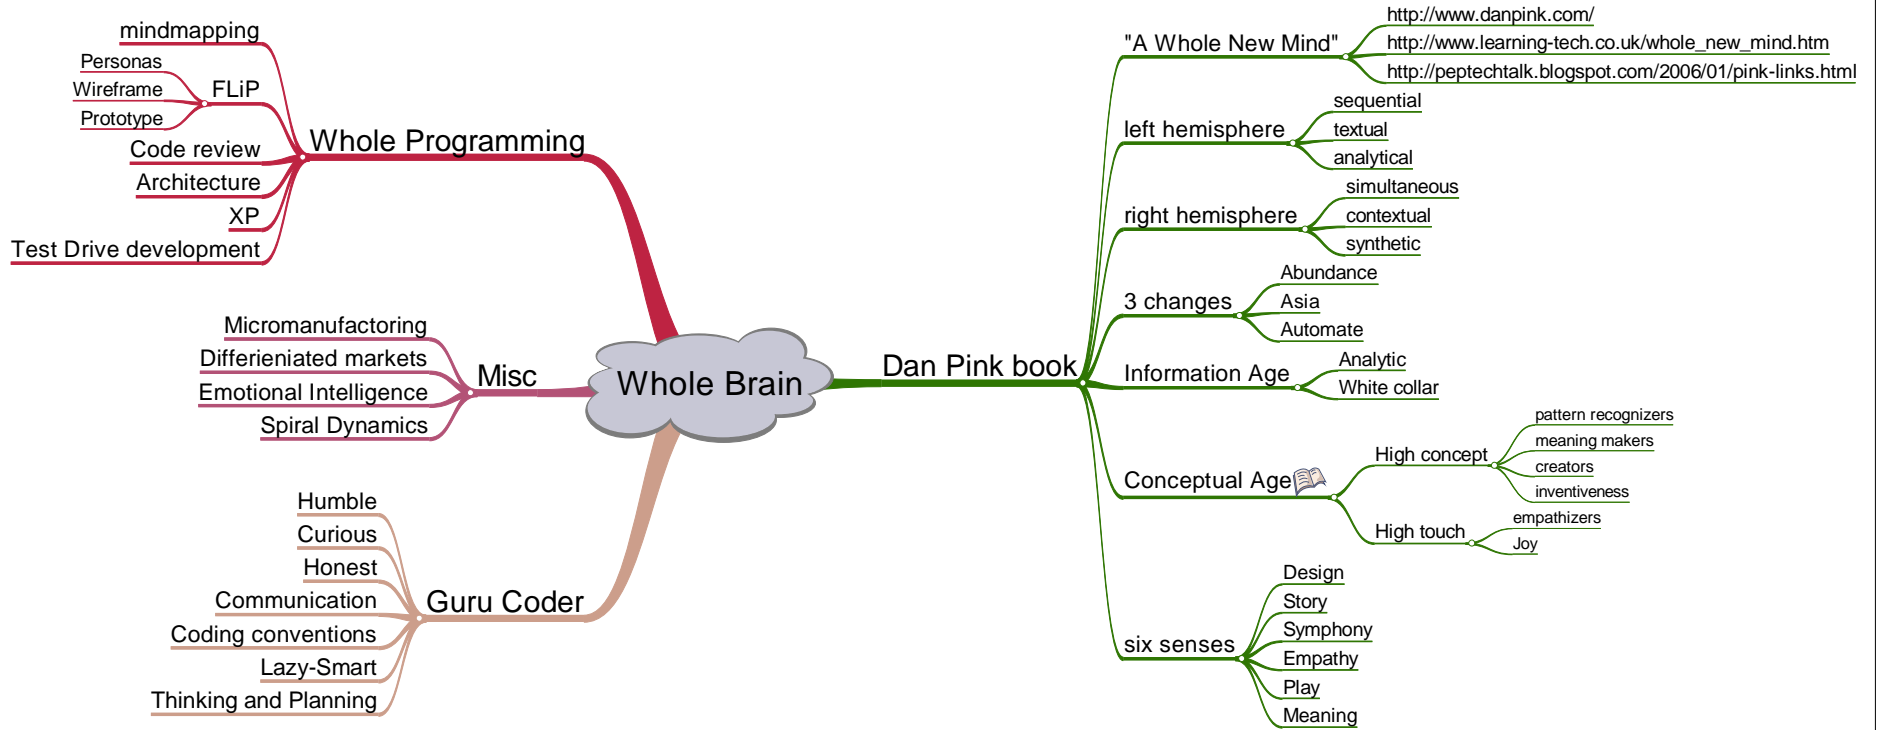 mindmapping
Personas
Wireframe
Prototype
FLiP
Code review
Architecture
XP
Test Drive development
Whole Programming
Micromanufactoring
Differieniated markets
Emotional Intelligence
Spiral Dynamics
Misc
Humble
Curious
Honest
Communication
Coding conventions
Lazy-Smart
Thinking and Planning
Guru Coder
Whole Brain
Dan Pink book
"A Whole New Mind"
http://www.danpink.com/
http://www.learning-tech.co.uk/whole_new_mind.htm
http://peptechtalk.blogspot.com/2006/01/pink-links.html
left hemisphere
sequential
textual
analytical
right hemisphere
simultaneous
contextual
synthetic
3 changes
Abundance
Asia
Automate
Information Age
Analytic
White collar
Conceptual Age
High concept
pattern recognizers
meaning makers
creators
inventiveness
High touch
empathizers
Joy
six senses
Design
Story
Symphony
Empathy
Play
Meaning